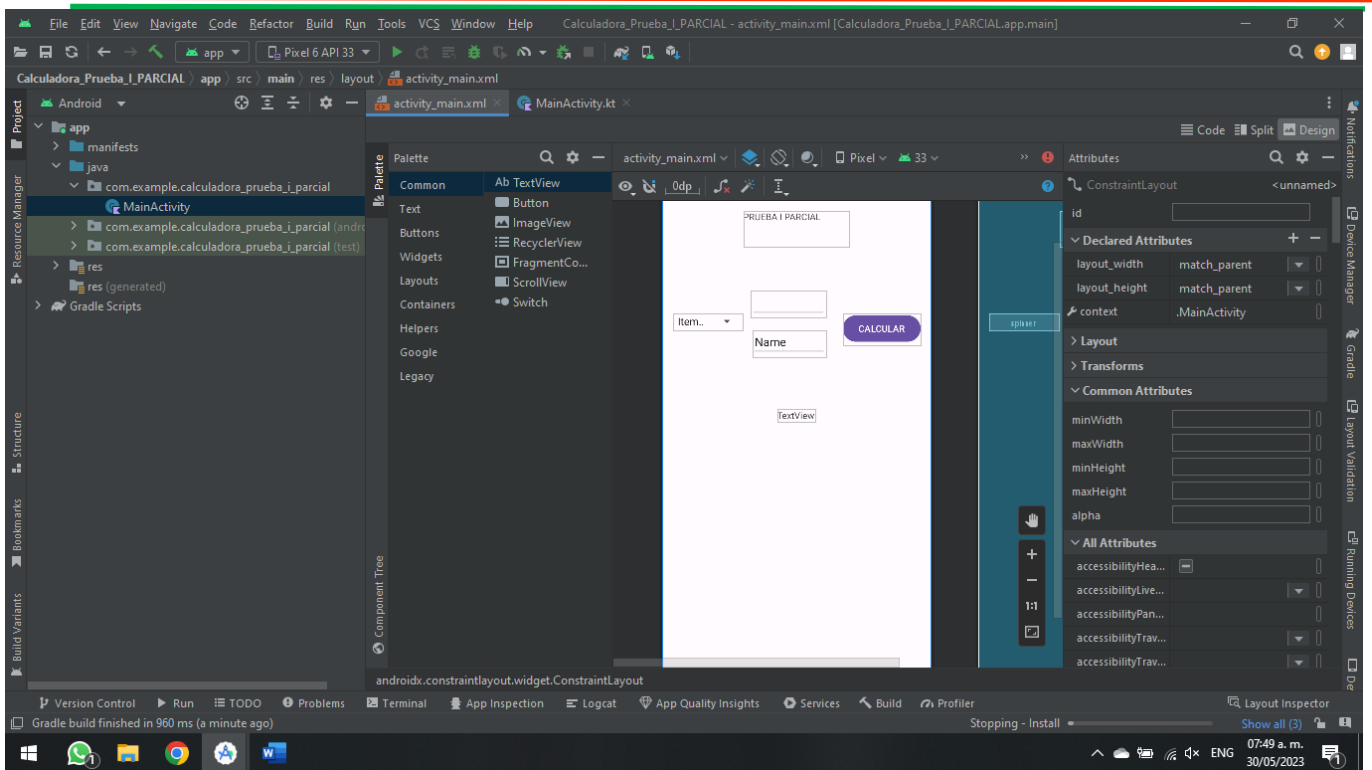 File Edit View Navigate Code Refactor Build Run Tools VCS Window Help Calculadora_Prueba_I_PARCIAL - activity_main.xml [Calculadora_Prueba_I_PARCIAL.app.main]
app Pixel 6 API 33
Calculadora_Prueba_I_PARCIAL app src main res layout activity_main.xml
Project
Resource Manager
Structure
Bookmarks
Build Variants
Android
app
manifests
java
com.example.calculadora_prueba_i_parcial
MainActivity
com.example.calculadora_prueba_i_parcial (andro
com.example.calculadora_prueba_i_parcial (test)
res
res (generated)
Gradle Scripts
activity_main.xml MainActivity.kt
Code Split Design
Palette
Palette
Common
Text
Buttons
Widgets
Layouts
Containers
Helpers
Google
Legacy
Ab TextView
Button
ImageView
RecyclerView
FragmentCo...
ScrollView
Switch
Component Tree
activity_main.xml Pixel 33
0dp
PRUEBA I PARCIAL
Item..
Name
CALCULAR
TextView
spinner
1:1
Attributes
ConstraintLayout <unnamed>
id
Declared Attributes
layout_width match_parent
layout_height match_parent
context .MainActivity
Layout
Transforms
Common Attributes
minWidth
maxWidth
minHeight
maxHeight
alpha
All Attributes
accessibilityHea...
accessibilityLive...
accessibilityPan...
accessibilityTrav...
accessibilityTrav...
Notifications
Device Manager
Gradle
Layout Validation
Running Devices
De
androidx.constraintlayout.widget.ConstraintLayout
Version Control Run TODO Problems Terminal App Inspection Logcat App Quality Insights Services Build Profiler Layout Inspector
Gradle build finished in 960 ms (a minute ago) Stopping - Install Show all (3)
ENG 07:49 a. m.
30/05/2023